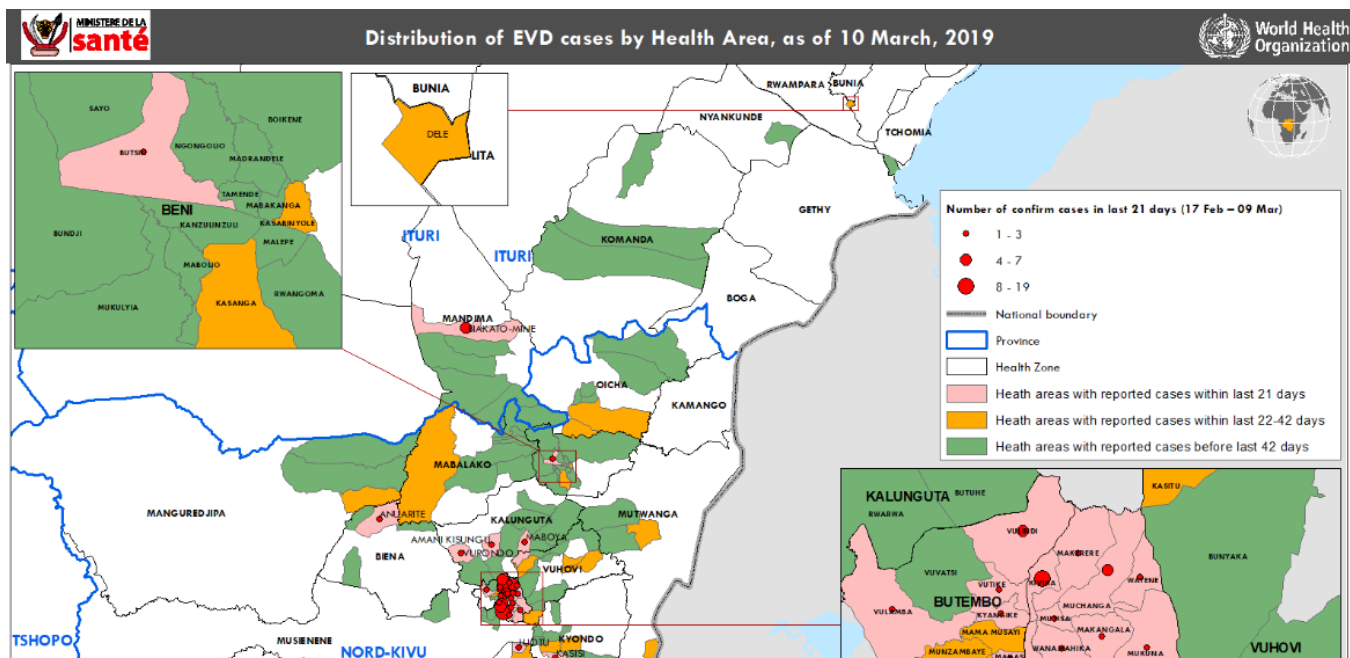 MINISTERE DE LA
santé
Distribution of EVD cases by Health Area, as of 10 March, 2019
World Health
Organization
SAYO
BOIKENE
BUTSILI
NGONGOLIO
MADRANDELE
TAMENDE
MABAKANGA
BENI
KASABINYOLE
KANZULINZULI
BUNDJI
MALEPE
MABOLIO
RWANGOMA
MUKULYIA
KASANGA
BUNIA
DELE
LITA
RWAMPARA
BUNIA
NYANKUNDE
TCHOMIA
GETHY
ITURI
KOMANDA
ITURI
BOGA
MANDIMA
OICHA
KAMANGO
MABALAKO
MANGUREDJIPA
ANUARITE
KALUNGUTA
MUTWANGA
AMANI KISUNGU
MABOYA
VURONDO
BIENA
VUHOVI
TSHOPO
MUSIENENE
KYONDO
NORD-KIVU
KASISI
Number of confirm cases in last 21 days (17 Feb – 09 Mar)
1 - 3
4 - 7
8 - 19
National boundary
Province
Health Zone
Heath areas with reported cases within last 21 days
Heath areas with reported cases within last 22-42 days
Heath areas with reported cases before last 42 days
KALUNGUTA
BUTUHE
KASITU
RWARWA
MAKERERE
BUNYAKA
VUVATSI
VUTIKE
WAYENE
BUTEMBO
MUCHANGA
VULAMBA
MAMA MUSAYI
MAKANGALA
MUNZAMBAYE
MUKUNA
VUHOVI